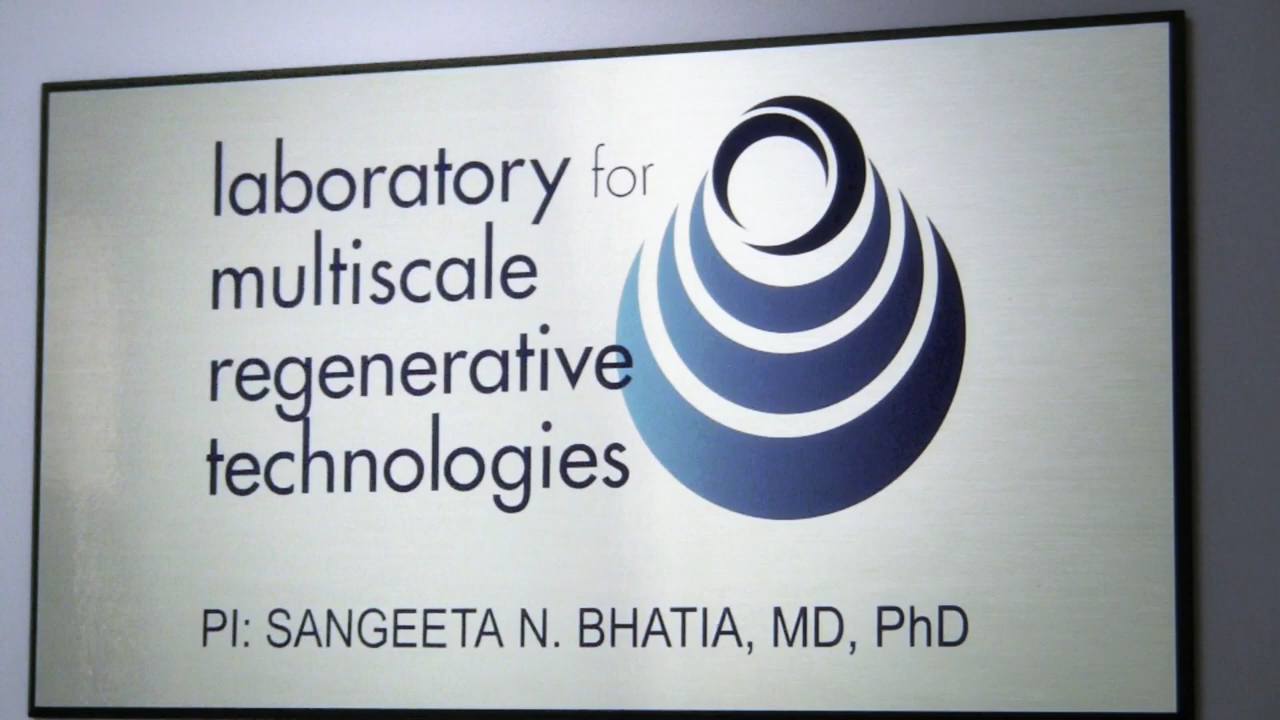 laboratory for
multiscale
regenerative
technologies
PI: SANGEETA N. BHATIA, MD, PhD